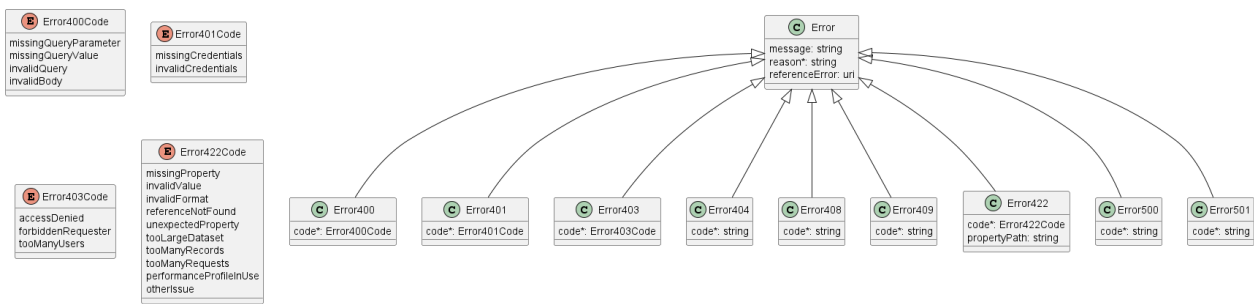 E Error400Code
missingQueryParameter
missingQueryValue
invalidQuery
invalidBody
E Error401Code
missingCredentials
invalidCredentials
C Error
message: string
reason*: string
referenceError: uri
E Error403Code
accessDenied
forbiddenRequester
tooManyUsers
E Error422Code
missingProperty
invalidValue
invalidFormat
referenceNotFound
unexpectedProperty
tooLargeDataset
tooManyRecords
tooManyRequests
performanceProfileInUse
otherIssue
C Error400
code*: Error400Code
C Error401
code*: Error401Code
C Error403
code*: Error403Code
C Error404
code*: string
C Error408
code*: string
C Error409
code*: string
C Error422
code*: Error422Code
propertyPath: string
C Error500
code*: string
C Error501
code*: string